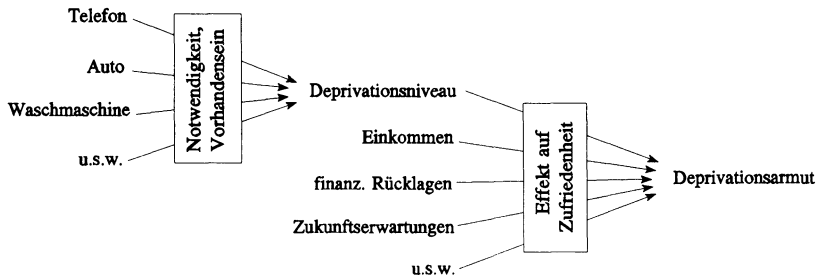 Telefon
Auto
Waschmaschine
u.s.w.
Notwendigkeit,
Vorhandensein
Deprivationsniveau
Einkommen
finanz. Rücklagen
Zukunftserwartungen
u.s.w.
Effekt auf
Zufriedenheit
Deprivationsarmut